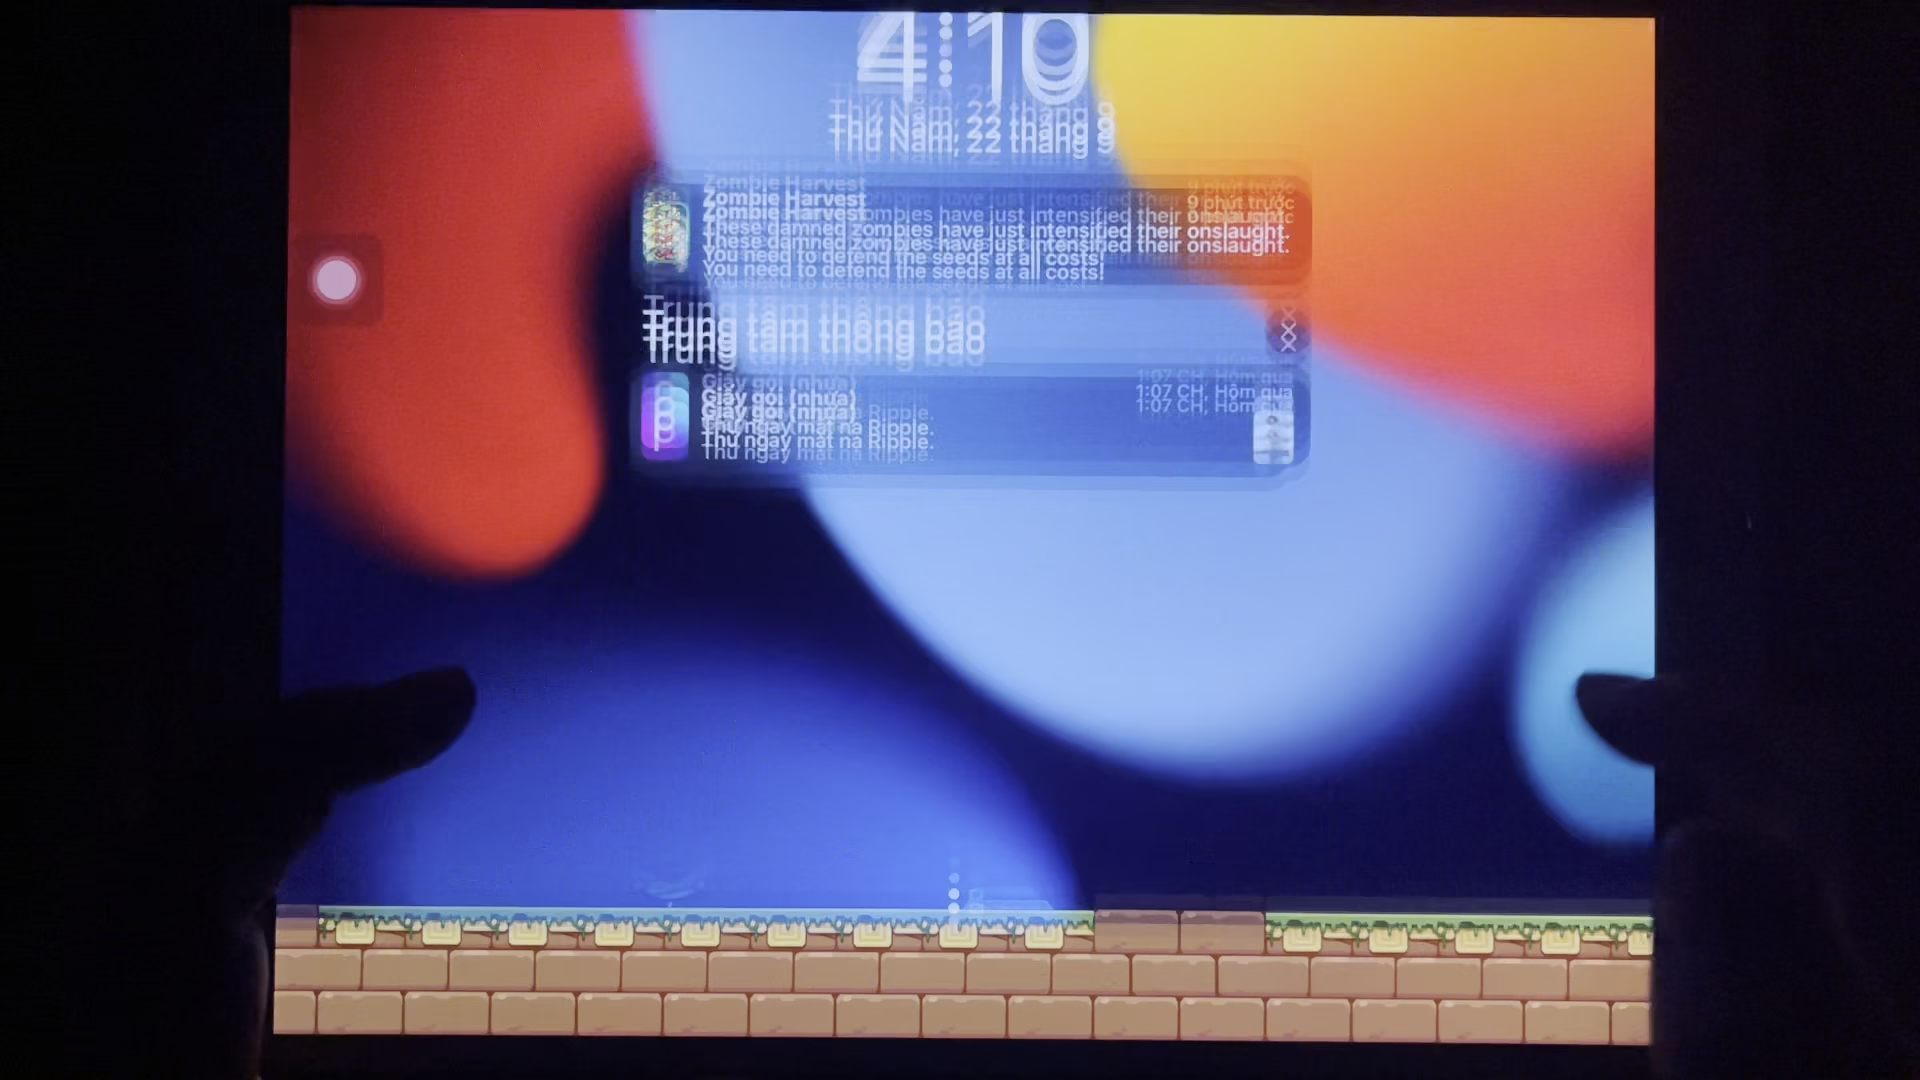 4:10
Thứ Năm, 22 tháng 9
Zombie Harvest
9 phút trước
These damned zombies have just intensified their onslaught.
You need to defend the seeds at all costs!
Trung tâm thông báo
Giấy gói (nhựa)
1:07 CH, Hôm qua
Thử ngay mặt nạ Ripple.